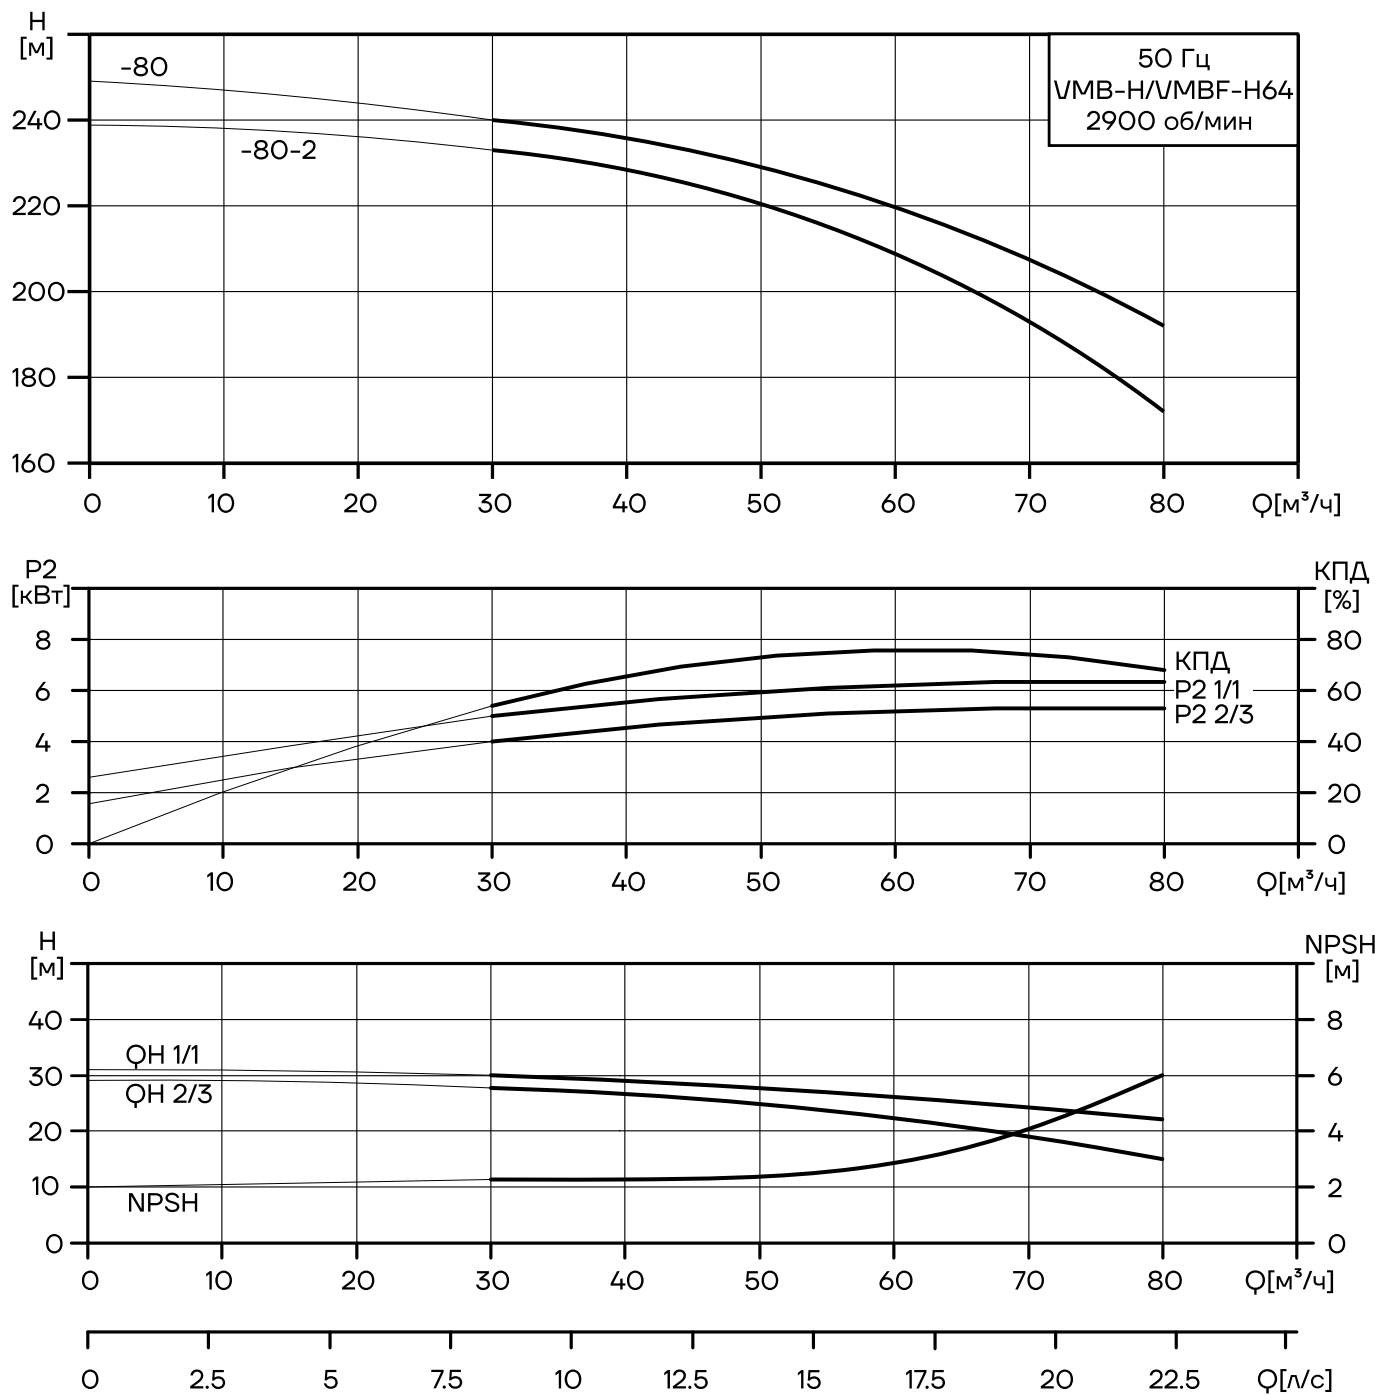 H
[м]
50 Гц
VMB-H/VMBF-H64
2900 об/мин
-80
-80-2
240
220
200
180
160
0 10 20 30 40 50 60 70 80 Q[м³/ч]
P2
[кВт]
КПД
[%]
8 80
КПД
6 P2 1/1 60
P2 2/3
4 40
2 20
0 0
0 10 20 30 40 50 60 70 80 Q[м³/ч]
H
[м]
NPSH
[м]
40 8
QH 1/1
30 6
QH 2/3
20 4
10 2
NPSH
0 0
0 10 20 30 40 50 60 70 80 Q[м³/ч]
0 2.5 5 7.5 10 12.5 15 17.5 20 22.5 Q[л/с]